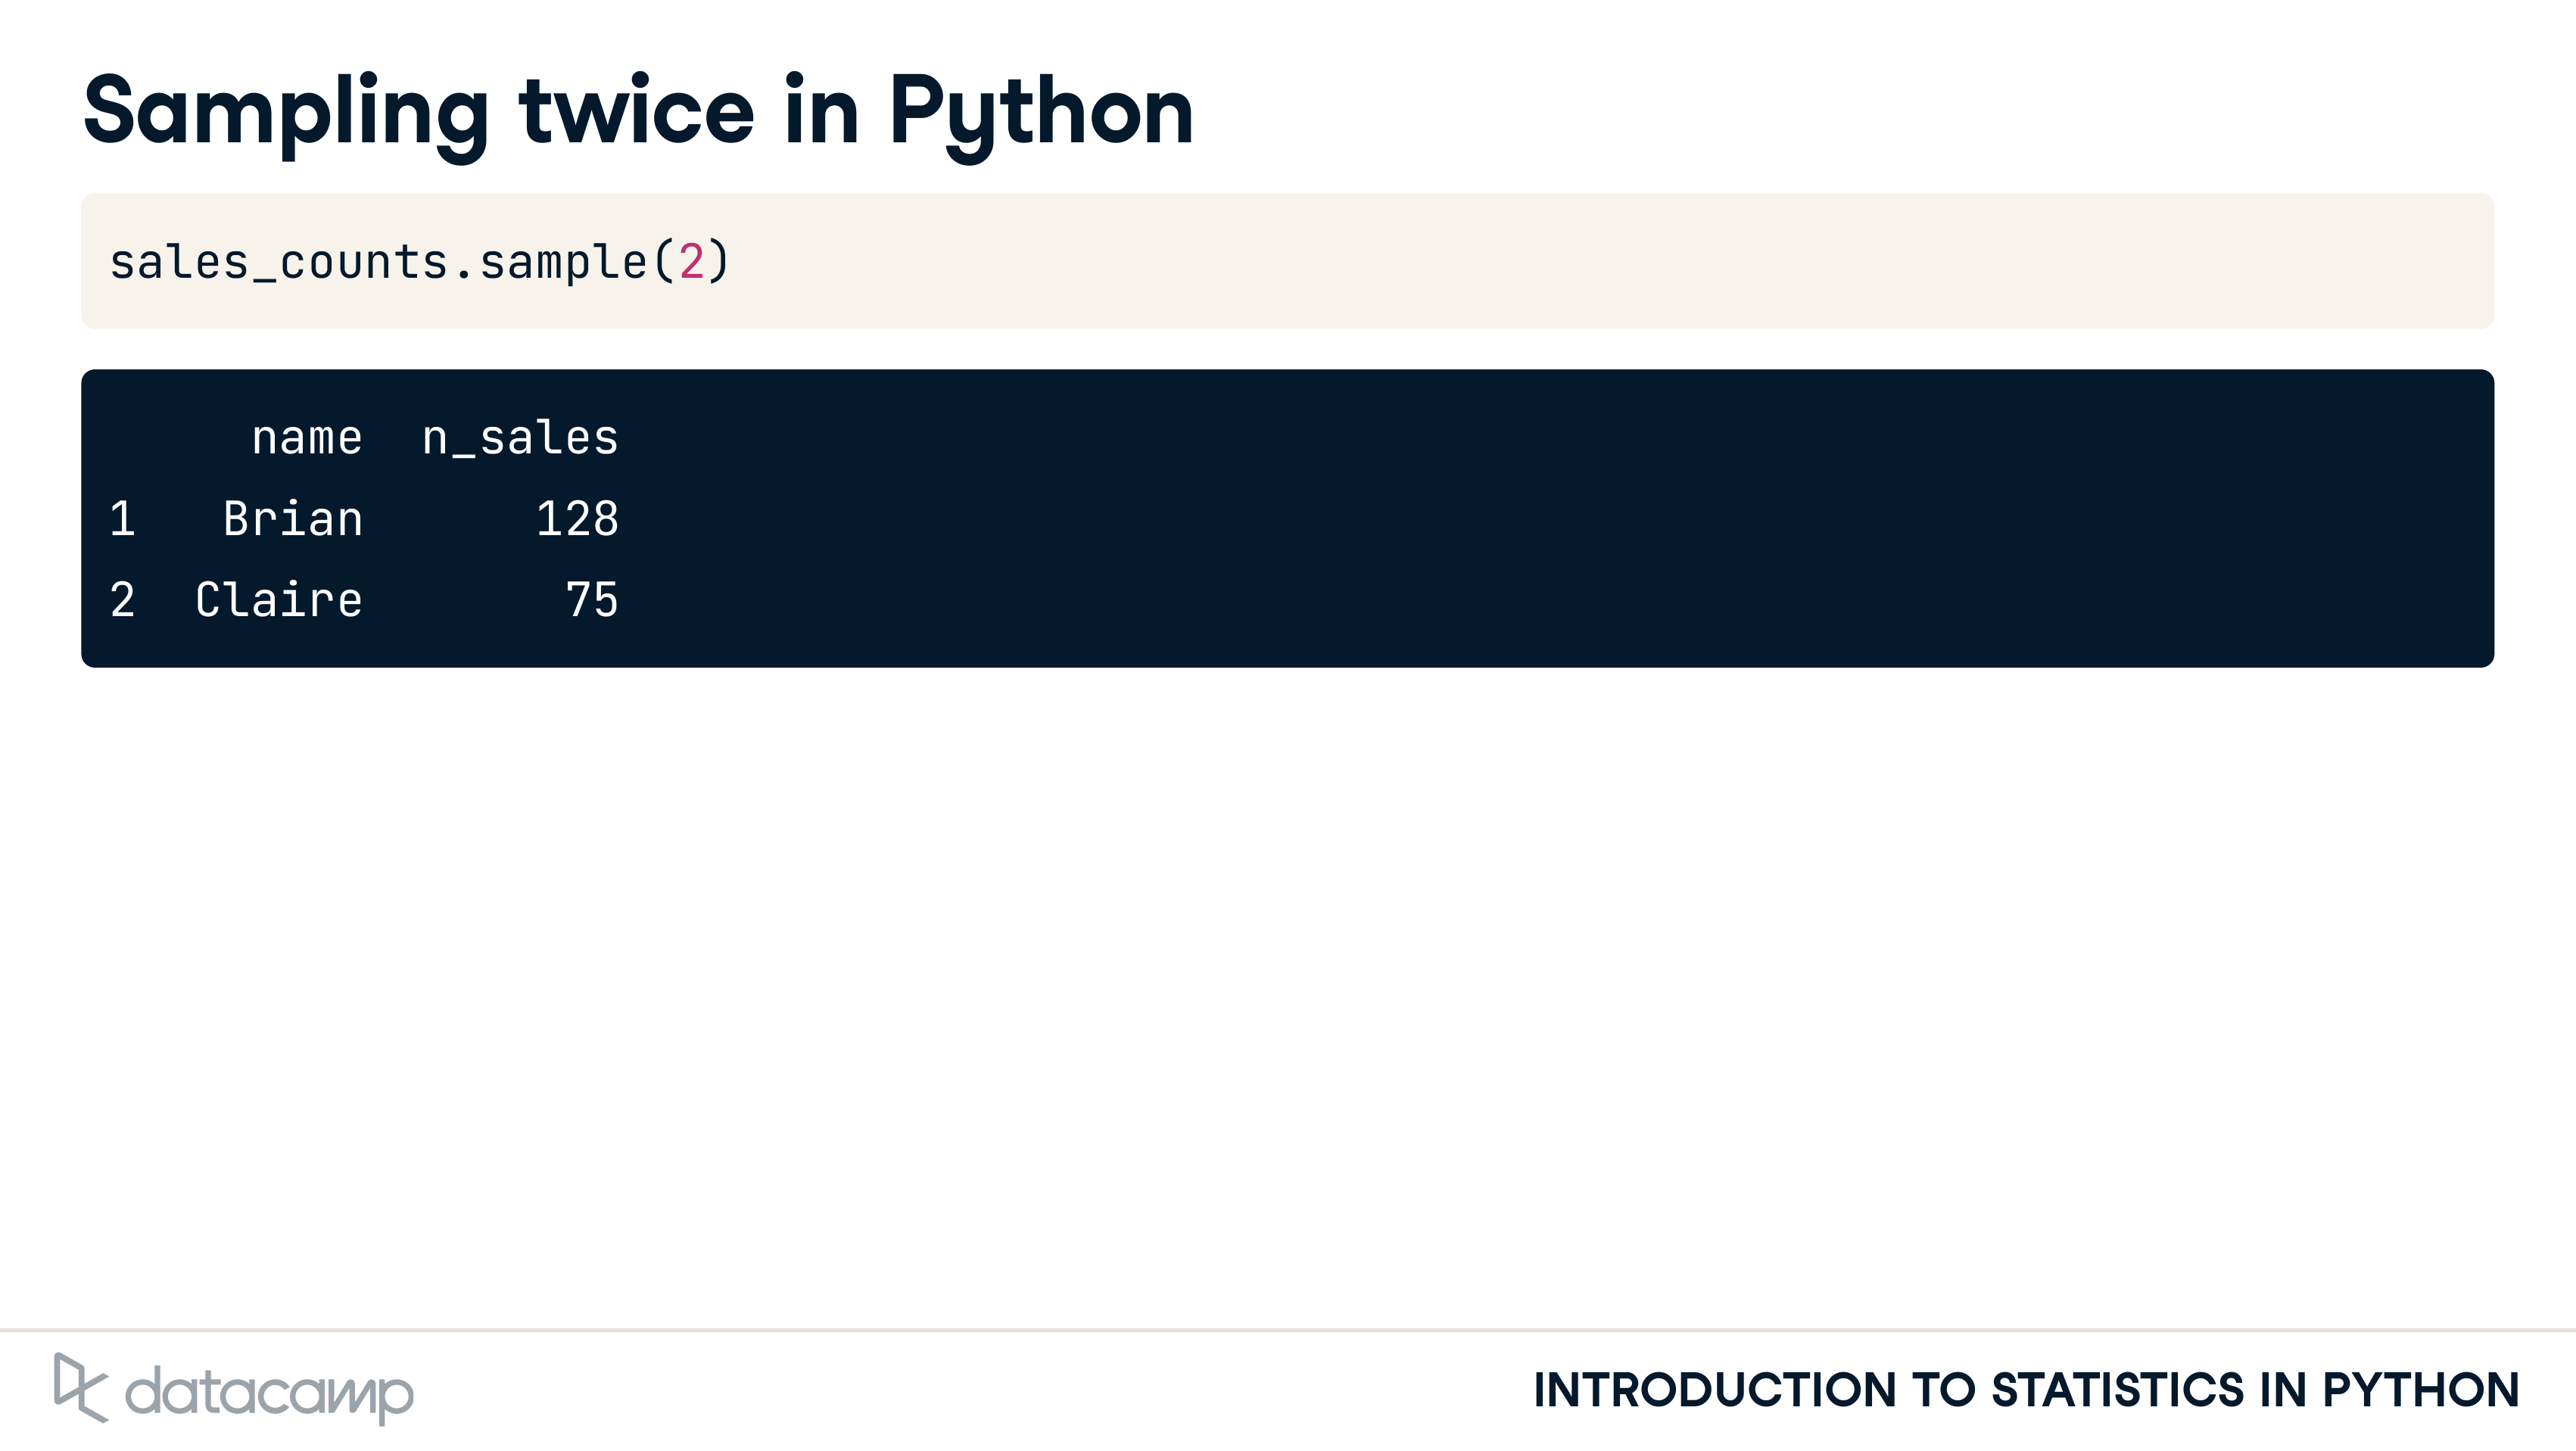 Sampling twice in Python
sales_counts.sample(2)
name n_sales
1 Brian 128
2 Claire 75
datacamp
INTRODUCTION TO STATISTICS IN PYTHON